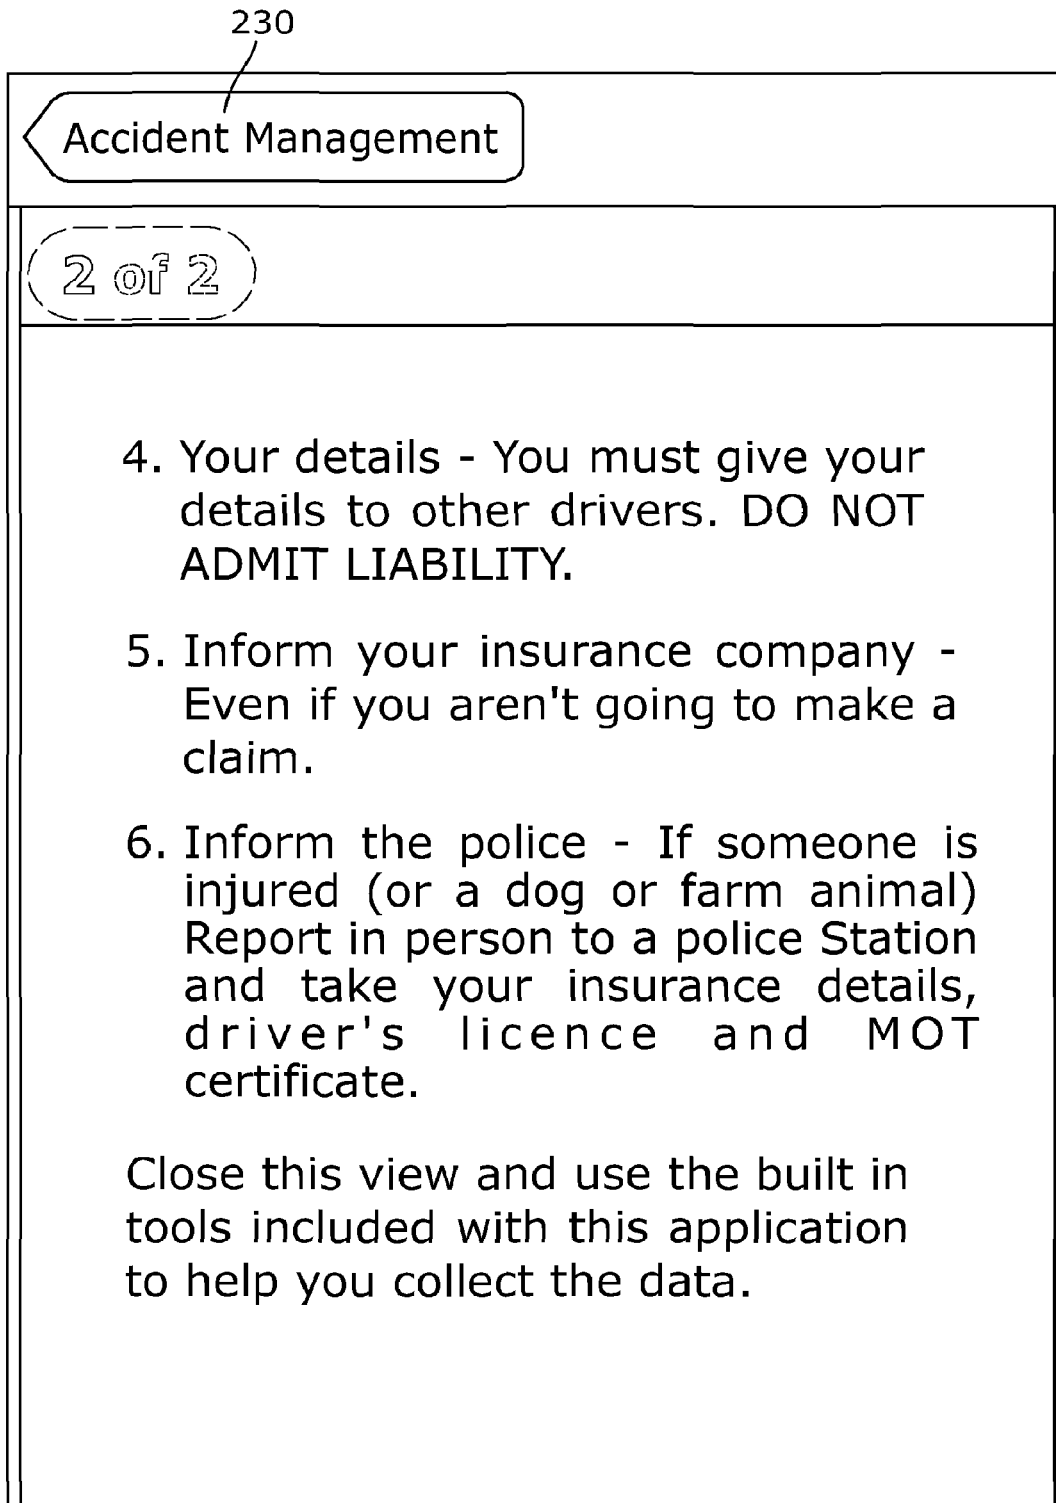 230
Accident Management
2 of 2
4. Your details - You must give your
details to other drivers. DO NOT
ADMIT LIABILITY.
5. Inform your insurance company -
Even if you aren't going to make a
claim.
6. Inform the police - If someone is
injured (or a dog or farm animal)
Report in person to a police Station
and take your insurance details,
driver's licence and MOT
certificate.
Close this view and use the built in
tools included with this application
to help you collect the data.